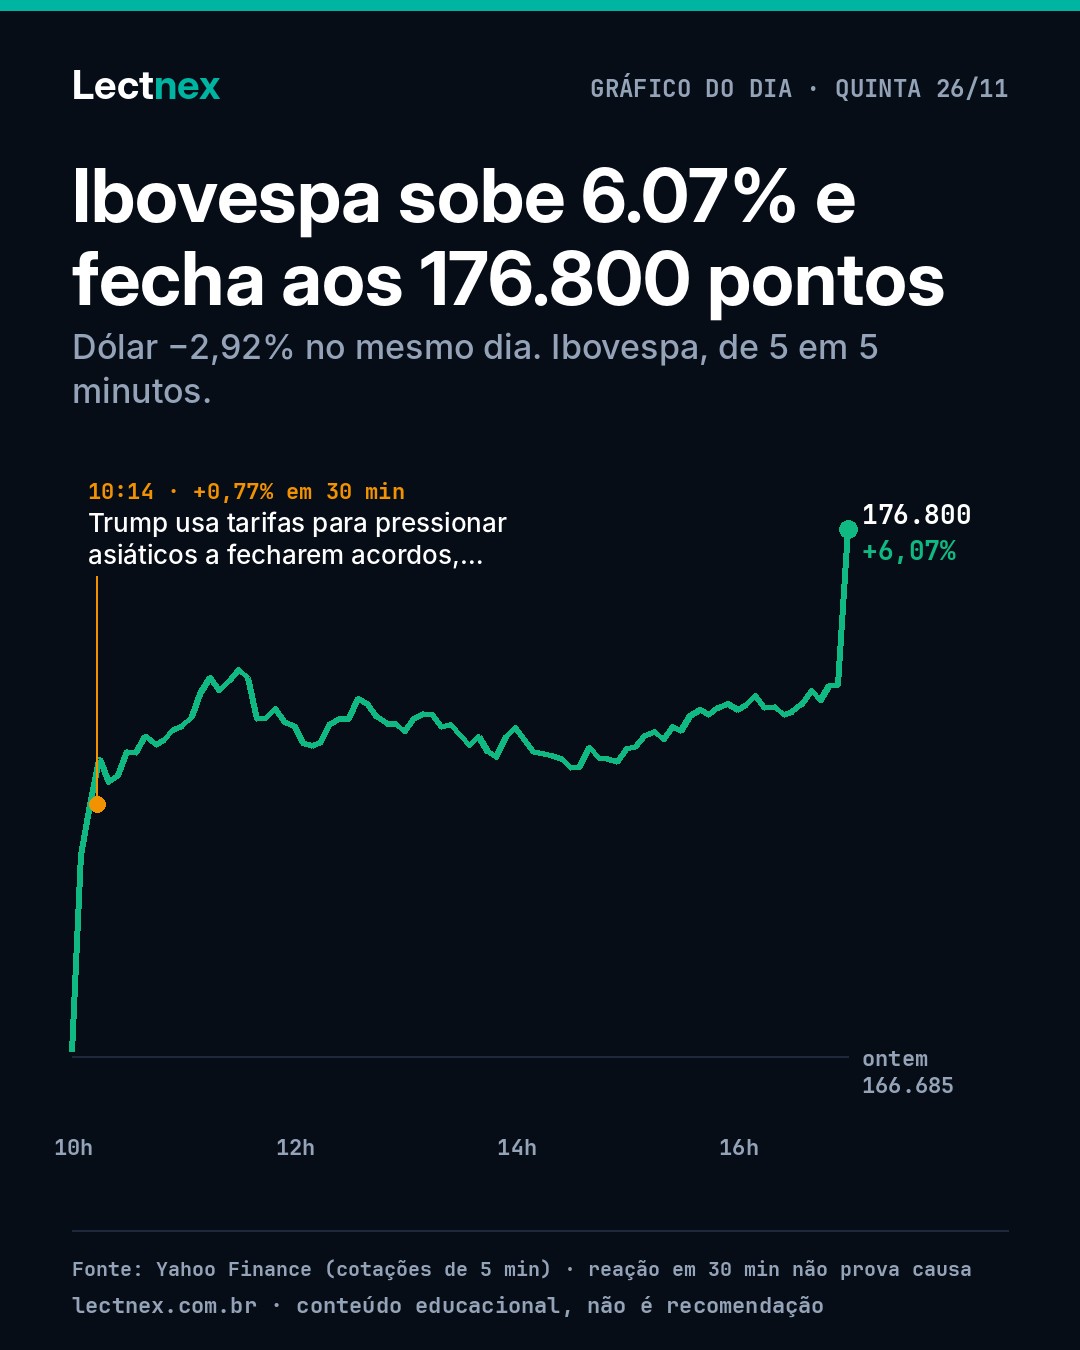 Lectnex
GRÁFICO DO DIA · QUINTA 26/11
Ibovespa sobe 6.07% e
fecha aos 176.800 pontos
Dólar −2,92% no mesmo dia. Ibovespa, de 5 em 5
minutos.
10:14 · +0,77% em 30 min
Trump usa tarifas para pressionar
asiáticos a fecharem acordos,...
176.800
+6,07%
ontem
166.685
10h
12h
14h
16h
Fonte: Yahoo Finance (cotações de 5 min) · reação em 30 min não prova causa
lectnex.com.br · conteúdo educacional, não é recomendação